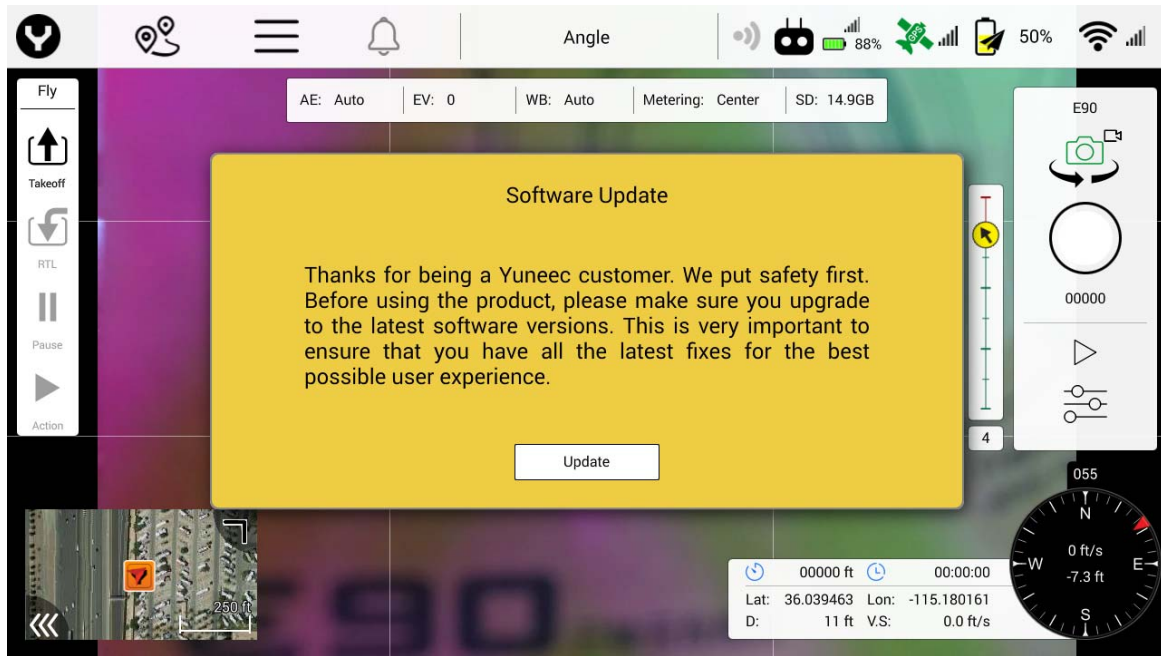 Angle
88%
GPS
50%
Fly
Takeoff
RTL
Pause
Action
AE: Auto
EV: 0
WB: Auto
Metering: Center
SD: 14.9GB
Software Update
Thanks for being a Yuneec customer. We put safety first.
Before using the product, please make sure you upgrade
to the latest software versions. This is very important to
ensure that you have all the latest fixes for the best
possible user experience.
Update
4
E90
00000
250 ft
E90
00000 ft
00:00:00
Lat: 36.039463 Lon: -115.180161
D: 11 ft V.S: 0.0 ft/s
055
N
W
E
S
0 ft/s
-7.3 ft